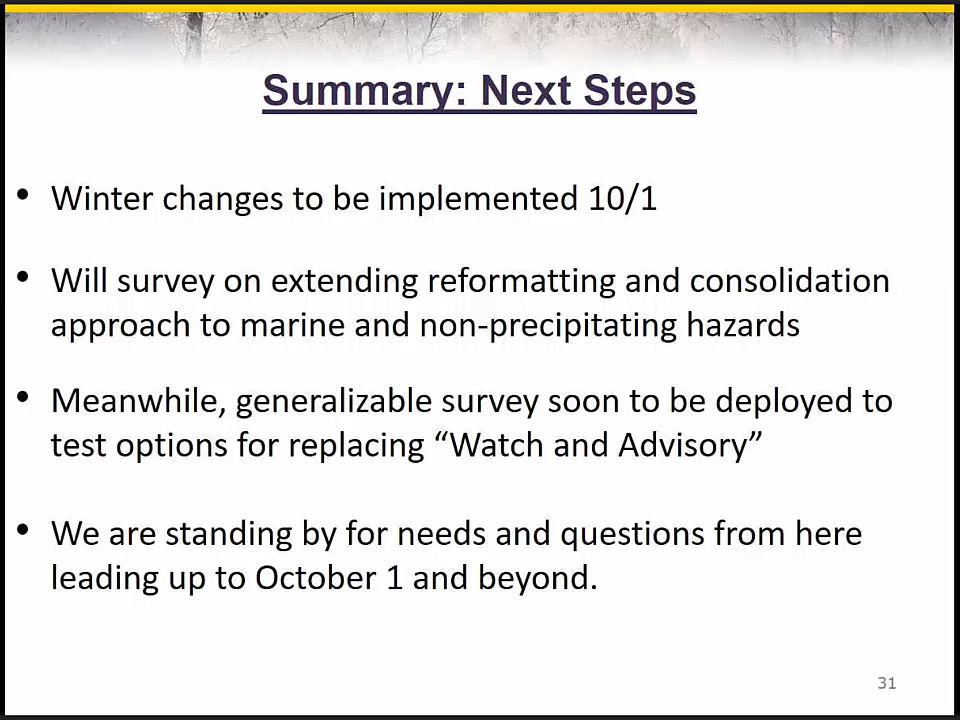 Summary: Next Steps
• Winter changes to be implemented 10/1
• Will survey on extending reformatting and consolidation
approach to marine and non-precipitating hazards
• Meanwhile, generalizable survey soon to be deployed to
test options for replacing “Watch and Advisory”
• We are standing by for needs and questions from here
leading up to October 1 and beyond.
31